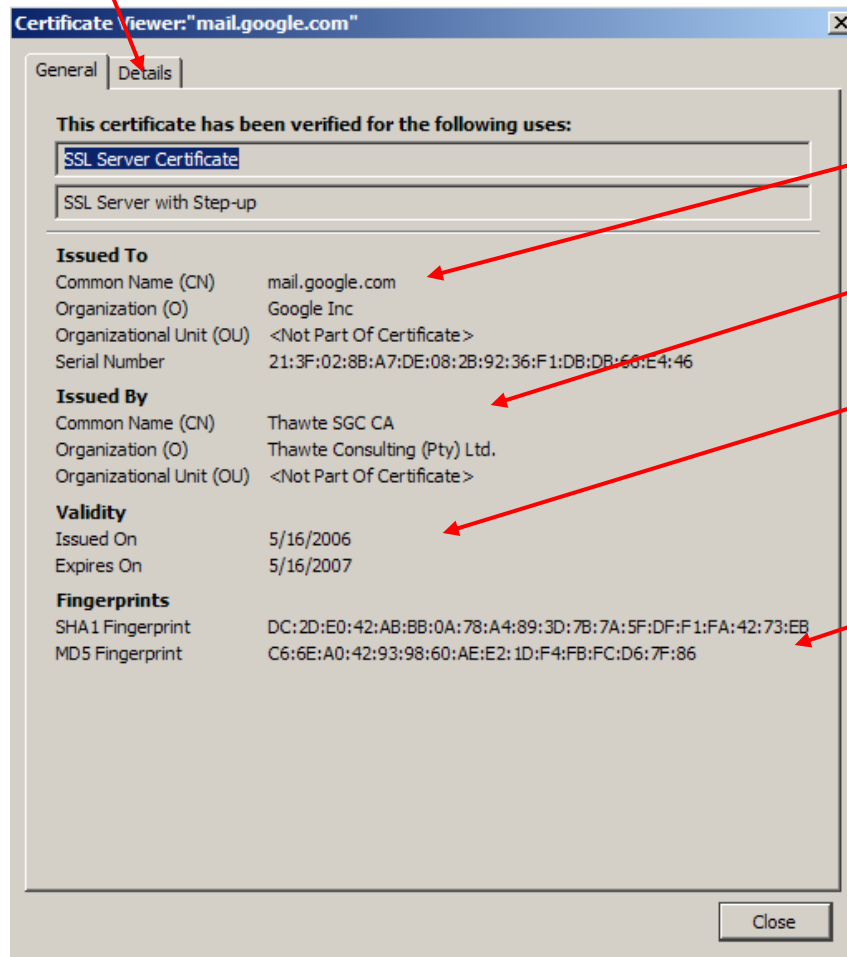 Certificate Viewer:"mail.google.com"
General Details
This certificate has been verified for the following uses:
SSL Server Certificate
SSL Server with Step-up
Issued To
Common Name (CN) mail.google.com
Organization (O) Google Inc
Organizational Unit (OU) <Not Part Of Certificate>
Serial Number 21:3F:02:8B:A7:DE:08:2B:92:36:F1:DB:DB:66:E4:46
Issued By
Common Name (CN) Thawte SGC CA
Organization (O) Thawte Consulting (Pty) Ltd.
Organizational Unit (OU) <Not Part Of Certificate>
Validity
Issued On 5/16/2006
Expires On 5/16/2007
Fingerprints
SHA1 Fingerprint DC:2D:E0:42:AB:BB:0A:78:A4:89:3D:7B:7A:5F:DF:F1:FA:42:73:EB
MD5 Fingerprint C6:6E:A0:42:93:98:60:AE:E2:1D:F4:FB:FC:D6:7F:86
Close